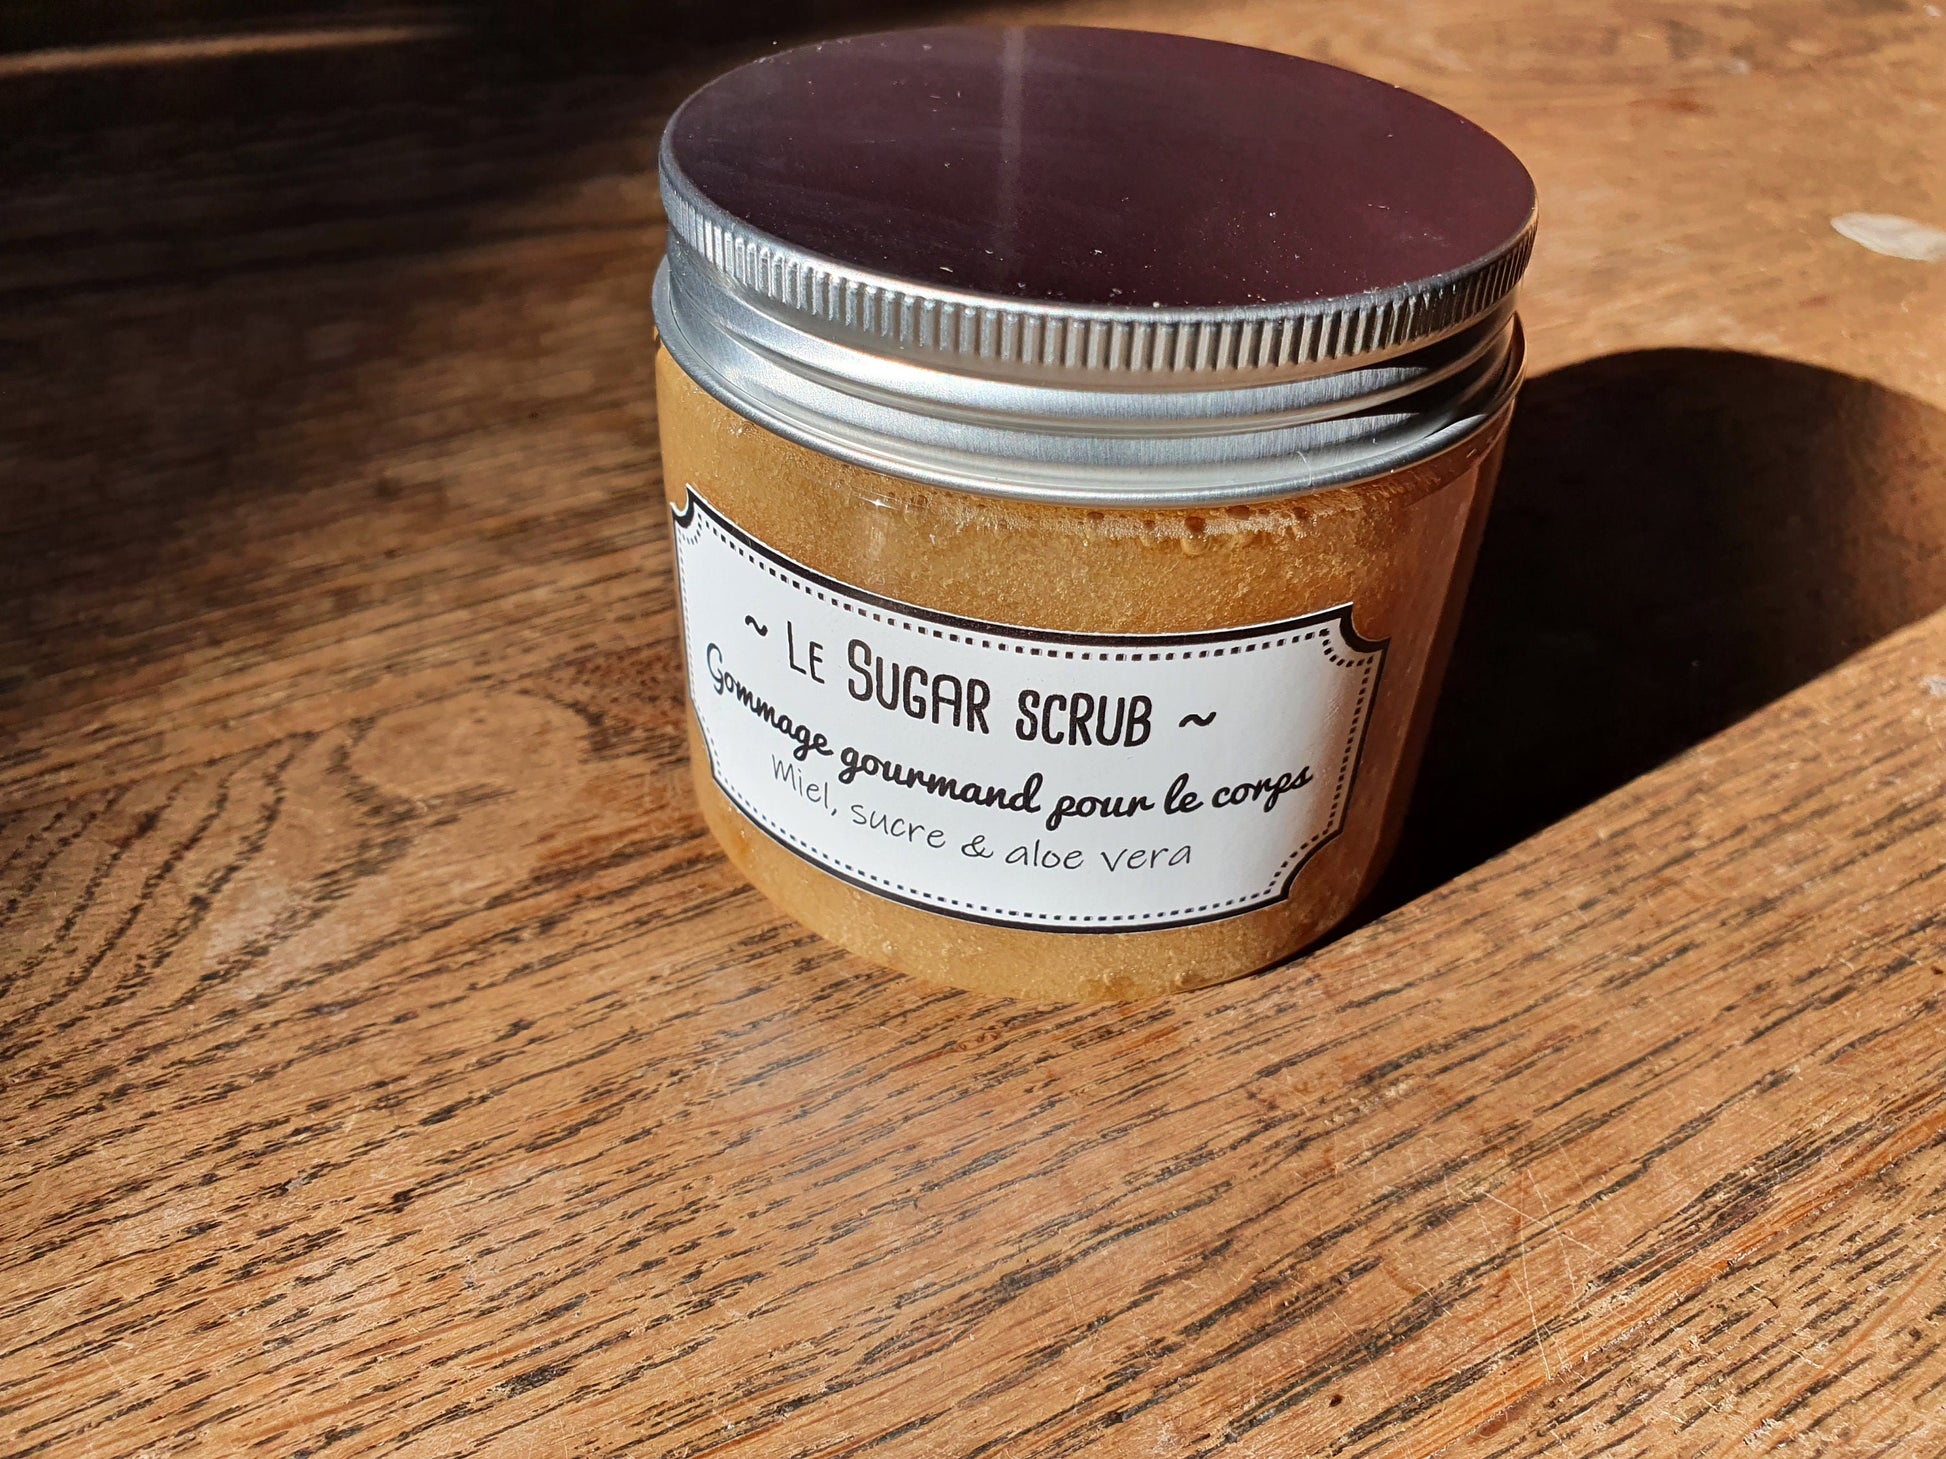 ~ Le Sugar scrub ~
Gommage gourmand pour le corps
Miel, sucre & aloe vera